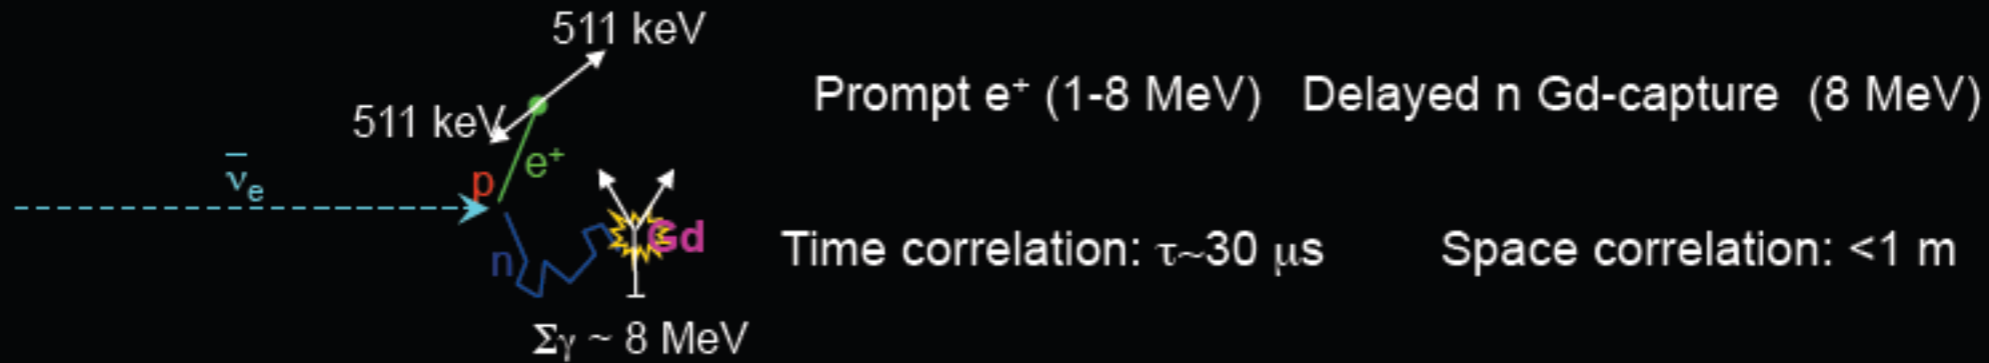 511 keV
Prompt e⁺ (1-8 MeV) Delayed n Gd-capture (8 MeV)
511 keV
ν̄ₑ
p
e⁺
n
Gd
Time correlation: τ~30 μs Space correlation: <1 m
Σγ ~ 8 MeV